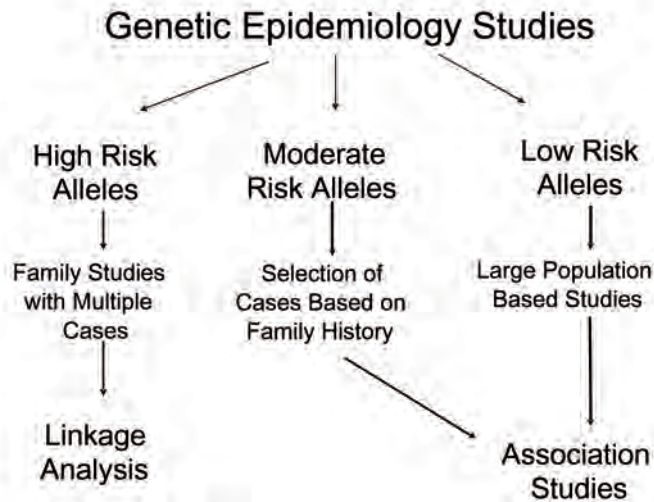 Genetic Epidemiology Studies
High Risk
Alleles
Moderate
Risk Alleles
Low Risk
Alleles
Family Studies
with Multiple
Cases
Selection of
Cases Based on
Family History
Large Population
Based Studies
Linkage
Analysis
Association
Studies